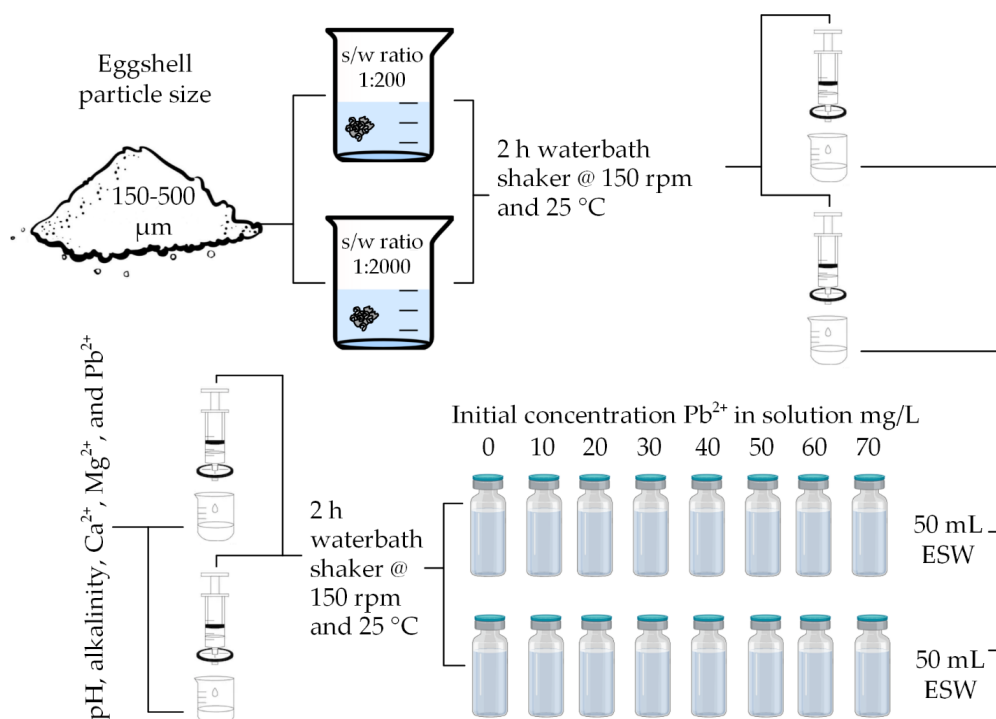 Eggshell
particle size
150-500
μm
s/w ratio
1:200
s/w ratio
1:2000
2 h waterbath
shaker @ 150 rpm
and 25 °C
pH, alkalinity, Ca²⁺, Mg²⁺, and Pb²⁺
2 h
waterbath
shaker @
150 rpm
and 25 °C
Initial concentration Pb²⁺ in solution mg/L
0 10 20 30 40 50 60 70
50 mL
ESW
50 mL
ESW